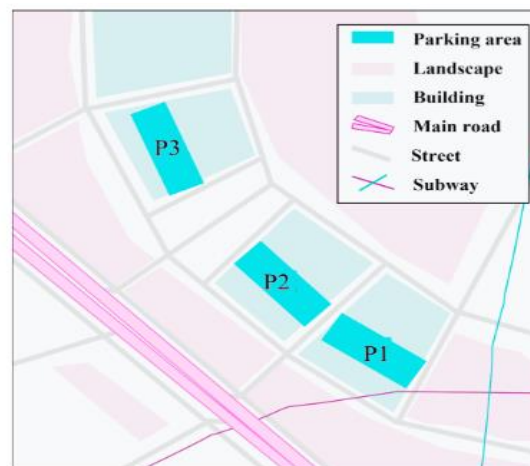 Parking area
Landscape
Building
Main road
Street
Subway
P3
P2
P1